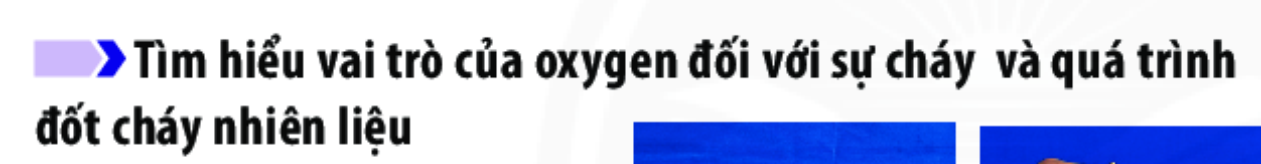 Tìm hiểu vai trò của oxygen đối với sự cháy và quá trình
đốt cháy nhiên liệu